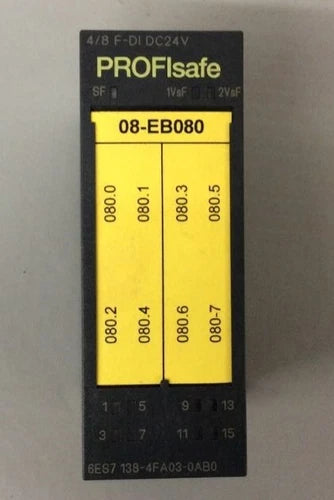 4/8 F-DI DC24V
PROFIsafe
SF 1VsF 2VsF
08-EB080
080.0 080.1 080.3 080.5
080.2 080.4 080.6 080-7
1 5 9 13
3 7 11 15
6ES7 138-4FA03-0AB0